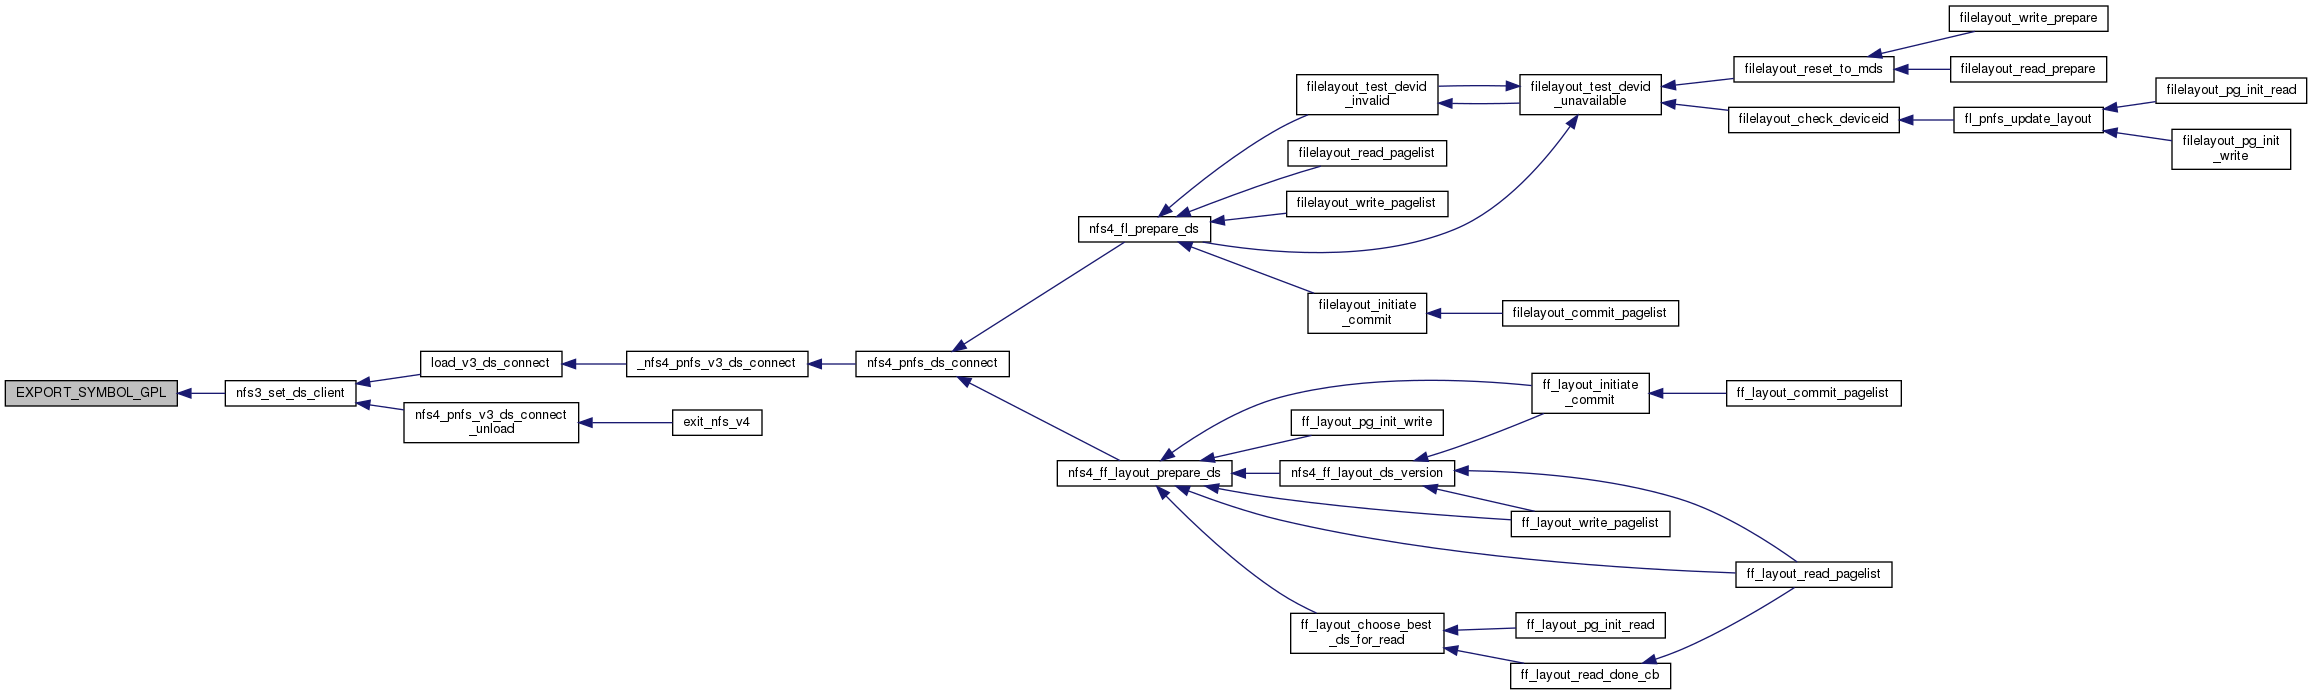 filelayout_write_prepare
filelayout_reset_to_mds
filelayout_read_prepare
filelayout_test_devid
_invalid
filelayout_test_devid
_unavailable
filelayout_pg_init_read
filelayout_check_deviceid
fl_pnfs_update_layout
filelayout_pg_init
_write
filelayout_read_pagelist
filelayout_write_pagelist
nfs4_fl_prepare_ds
filelayout_initiate
_commit
filelayout_commit_pagelist
load_v3_ds_connect
_nfs4_pnfs_v3_ds_connect
nfs4_pnfs_ds_connect
EXPORT_SYMBOL_GPL
nfs3_set_ds_client
nfs4_pnfs_v3_ds_connect
_unload
exit_nfs_v4
ff_layout_initiate
_commit
ff_layout_commit_pagelist
ff_layout_pg_init_write
nfs4_ff_layout_prepare_ds
nfs4_ff_layout_ds_version
ff_layout_write_pagelist
ff_layout_read_pagelist
ff_layout_choose_best
_ds_for_read
ff_layout_pg_init_read
ff_layout_read_done_cb